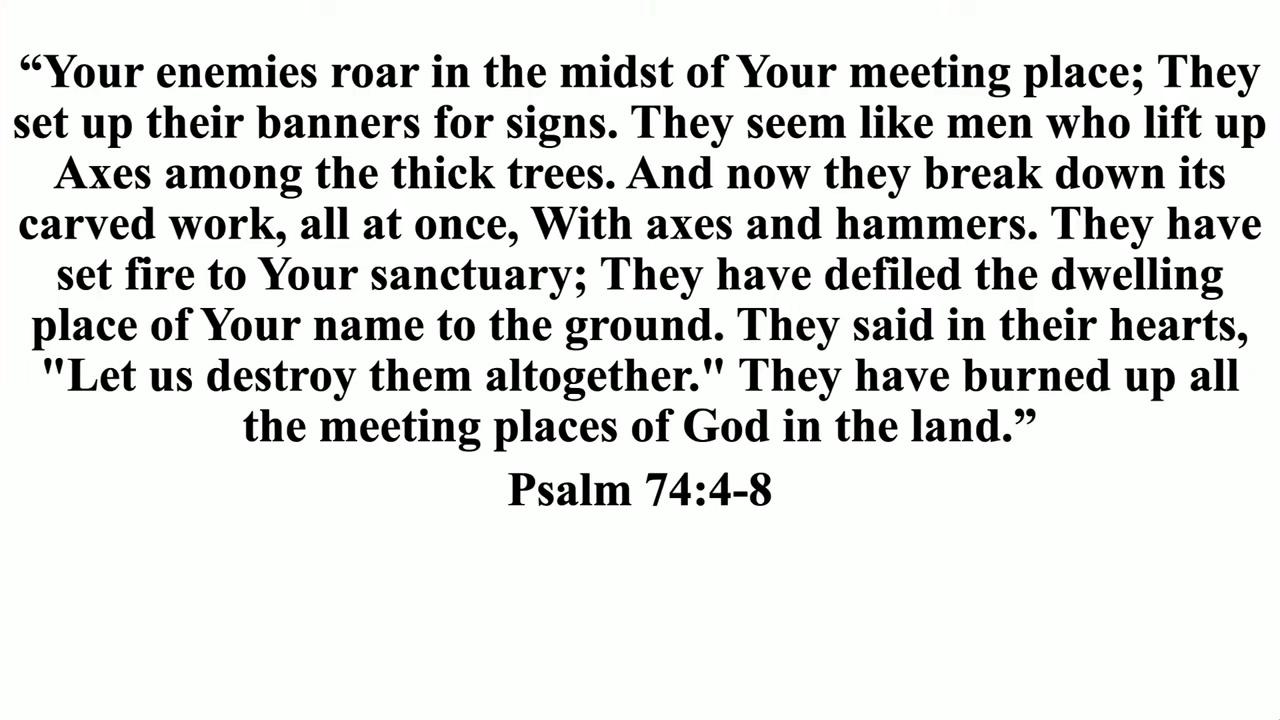 “Your enemies roar in the midst of Your meeting place; They
set up their banners for signs. They seem like men who lift up
Axes among the thick trees. And now they break down its
carved work, all at once, With axes and hammers. They have
set fire to Your sanctuary; They have defiled the dwelling
place of Your name to the ground. They said in their hearts,
"Let us destroy them altogether." They have burned up all
the meeting places of God in the land.”
Psalm 74:4-8